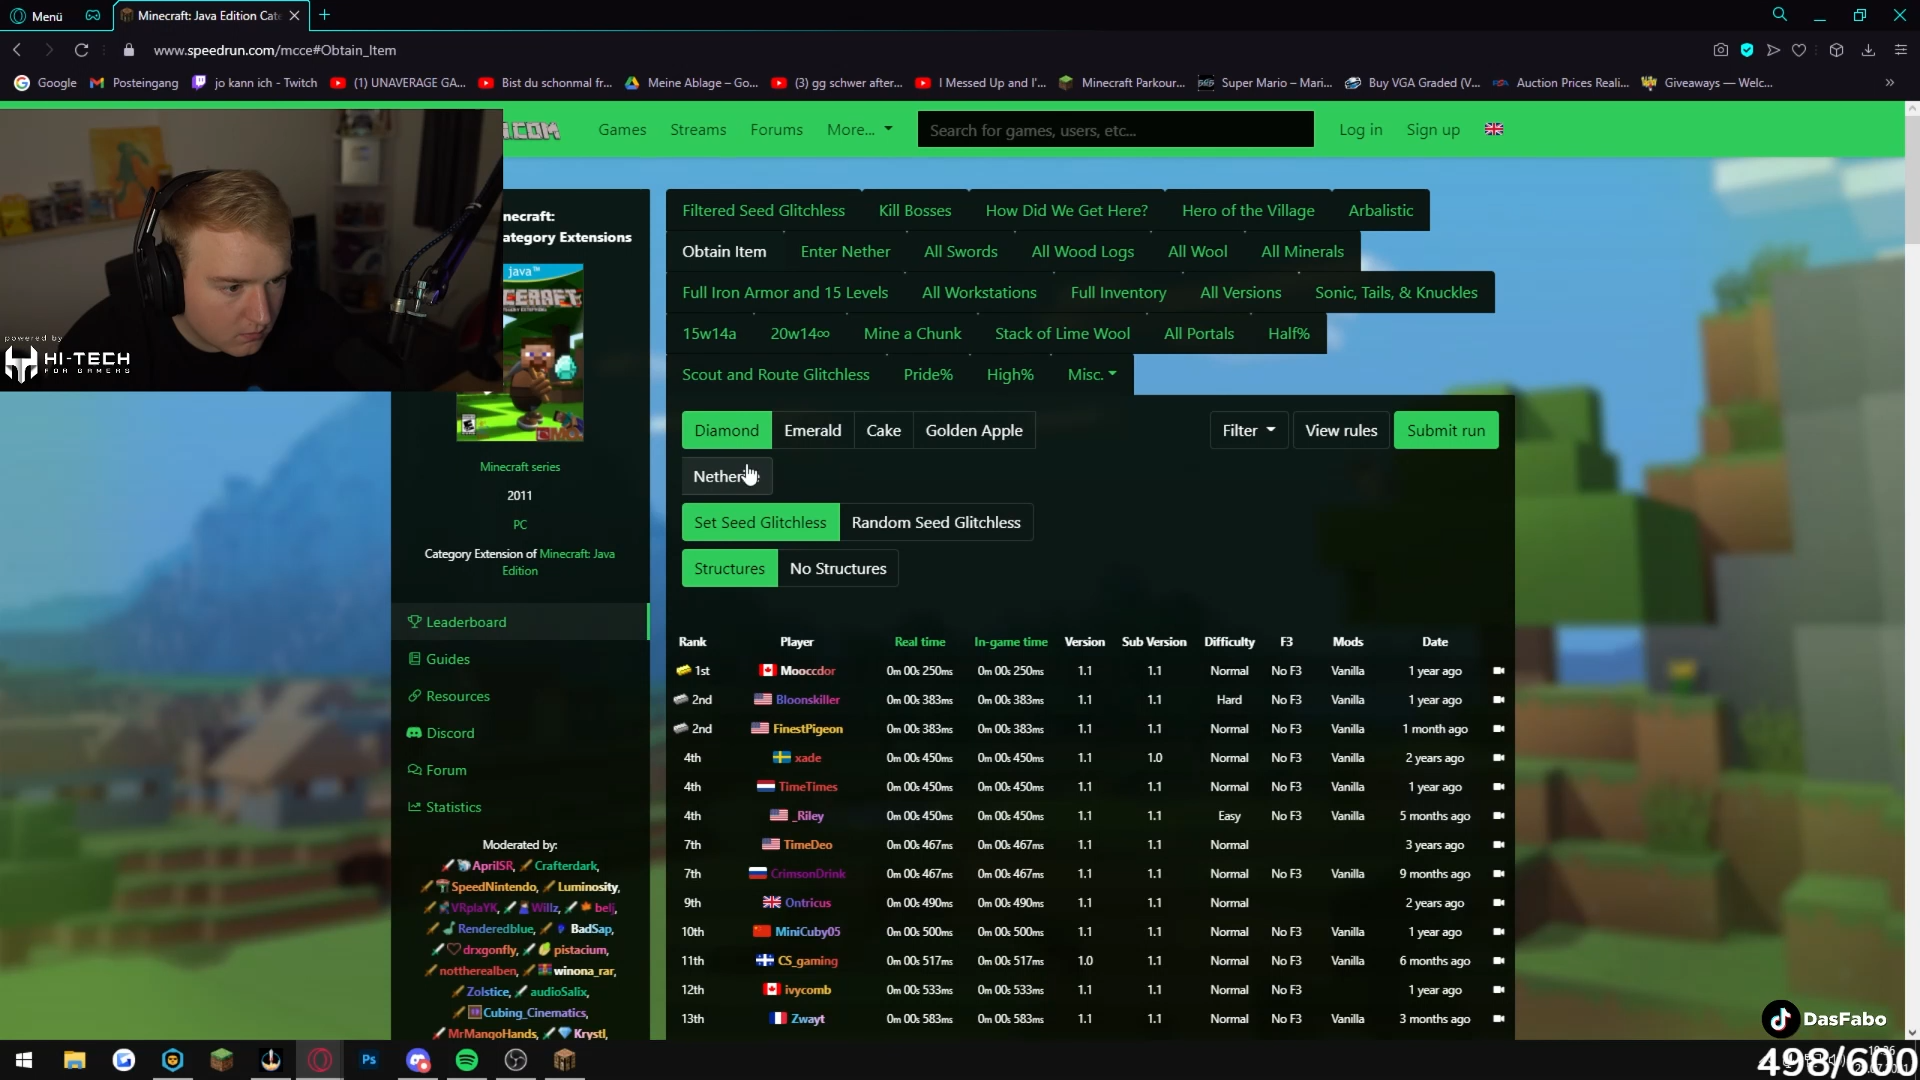 Menü
Minecraft: Java Edition Cate
www.speedrun.com/mcce#Obtain_Item
Google
Posteingang
jo kann ich - Twitch
(1) UNAVERAGE GA...
Bist du schonmal fr...
Meine Ablage – Go...
(3) gg schwer after...
I Messed Up and I'...
Minecraft Parkour...
Super Mario – Mari...
Buy VGA Graded (V...
Auction Prices Reali...
Giveaways — Welc...
Games
Streams
Forums
More...
Search for games, users, etc...
Log in
Sign up
powered by
HI-TECH
FOR GAMERS
necraft:
ategory Extensions
java™
Minecraft series
2011
PC
Category Extension of Minecraft: Java
Edition
Leaderboard
Guides
Resources
Discord
Forum
Statistics
Moderated by:
AprilSR, Crafterdark,
SpeedNintendo, Luminosity,
VRplaYK, Willz, belj,
Renderedblue, BadSap,
drxgonfly, pistacium,
nottherealben, winona_rar,
Zolstice, audioSalix,
Cubing_Cinematics,
MrMangoHands, Krystl,
Filtered Seed Glitchless Kill Bosses How Did We Get Here? Hero of the Village Arbalistic
Obtain Item Enter Nether All Swords All Wood Logs All Wool All Minerals
Full Iron Armor and 15 Levels All Workstations Full Inventory All Versions Sonic, Tails, & Knuckles
15w14a 20w14∞ Mine a Chunk Stack of Lime Wool All Portals Half%
Scout and Route Glitchless Pride% High% Misc.
Diamond Emerald Cake Golden Apple Filter View rules Submit run
Set Seed Glitchless Random Seed Glitchless
Structures No Structures
Rank Player Real time In-game time Version Sub Version Difficulty F3 Mods Date
1st Mooccdor 0m 00s 250ms 0m 00s 250ms 1.1 1.1 Normal No F3 Vanilla 1 year ago
2nd Bloonskiller 0m 00s 383ms 0m 00s 383ms 1.1 1.1 Hard No F3 Vanilla 1 year ago
2nd FinestPigeon 0m 00s 383ms 0m 00s 383ms 1.1 1.1 Normal No F3 Vanilla 1 month ago
4th xade 0m 00s 450ms 0m 00s 450ms 1.1 1.0 Normal No F3 Vanilla 2 years ago
4th TimeTimes 0m 00s 450ms 0m 00s 450ms 1.1 1.1 Normal No F3 Vanilla 1 year ago
4th _Riley 0m 00s 450ms 0m 00s 450ms 1.1 1.1 Easy No F3 Vanilla 5 months ago
7th TimeDeo 0m 00s 467ms 0m 00s 467ms 1.1 1.1 Normal 3 years ago
7th CrimsonDrink 0m 00s 467ms 0m 00s 467ms 1.1 1.1 Normal No F3 Vanilla 9 months ago
9th Ontricus 0m 00s 490ms 0m 00s 490ms 1.1 1.1 Normal 2 years ago
10th MiniCuby05 0m 00s 500ms 0m 00s 500ms 1.1 1.1 Normal No F3 Vanilla 1 year ago
11th CS_gaming 0m 00s 517ms 0m 00s 517ms 1.0 1.1 Normal No F3 Vanilla 6 months ago
12th ivycomb 0m 00s 533ms 0m 00s 533ms 1.1 1.1 Normal No F3 1 year ago
13th Zwayt 0m 00s 583ms 0m 00s 583ms 1.1 1.1 Normal No F3 Vanilla 3 months ago
DasFabo
Ps
498/600